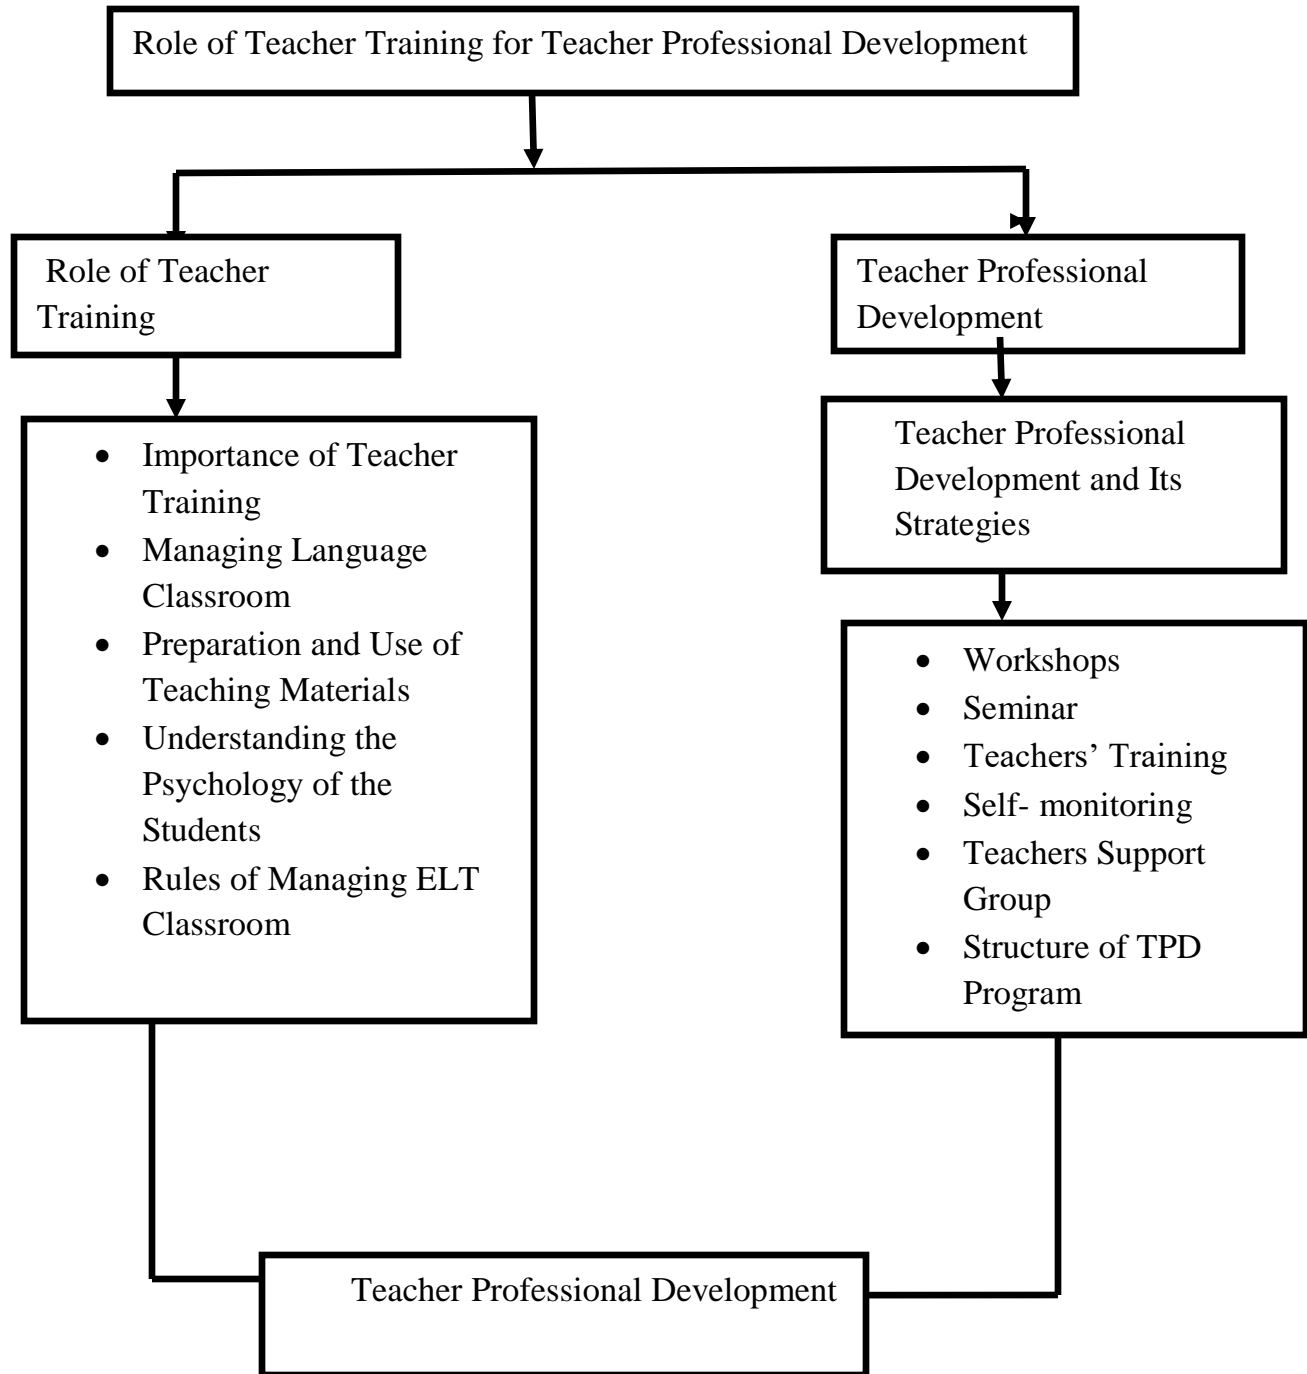 Role of Teacher Training for Teacher Professional Development
Role of Teacher
Training
• Importance of Teacher
Training
• Managing Language
Classroom
• Preparation and Use of
Teaching Materials
• Understanding the
Psychology of the
Students
• Rules of Managing ELT
Classroom
Teacher Professional
Development
Teacher Professional
Development and Its
Strategies
• Workshops
• Seminar
• Teachers’ Training
• Self- monitoring
• Teachers Support
Group
• Structure of TPD
Program
Teacher Professional Development